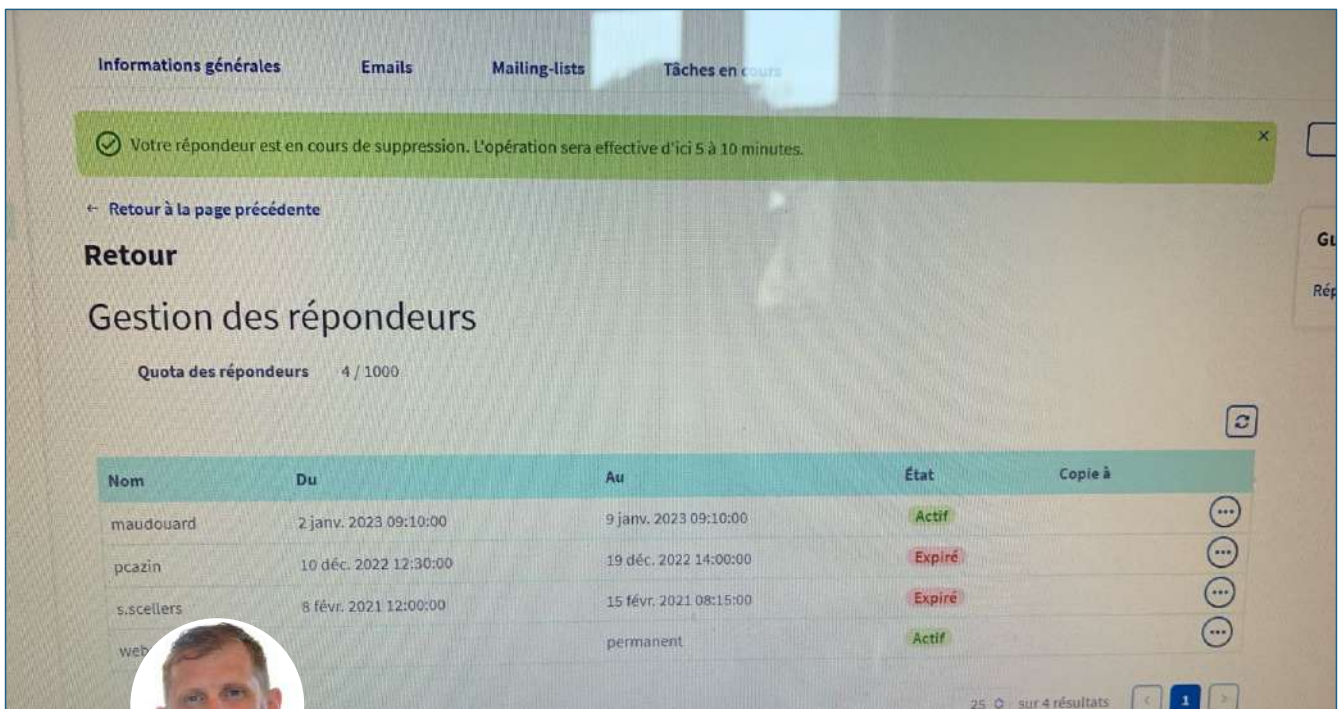 Informations générales Emails Mailing-lists Tâches en cours
Votre répondeur est en cours de suppression. L'opération sera effective d'ici 5 à 10 minutes. ×
← Retour à la page précédente
Retour
Gestion des répondeurs
Quota des répondeurs 4 / 1000
Nom Du Au État Copie à
maudouard 2 janv. 2023 09:10:00 9 janv. 2023 09:10:00 Actif
pcazin 10 déc. 2022 12:30:00 19 déc. 2022 14:00:00 Expiré
s.scellers 8 févr. 2021 12:00:00 15 févr. 2021 08:15:00 Expiré
permanent Actif
25 sur 4 résultats < 1 >